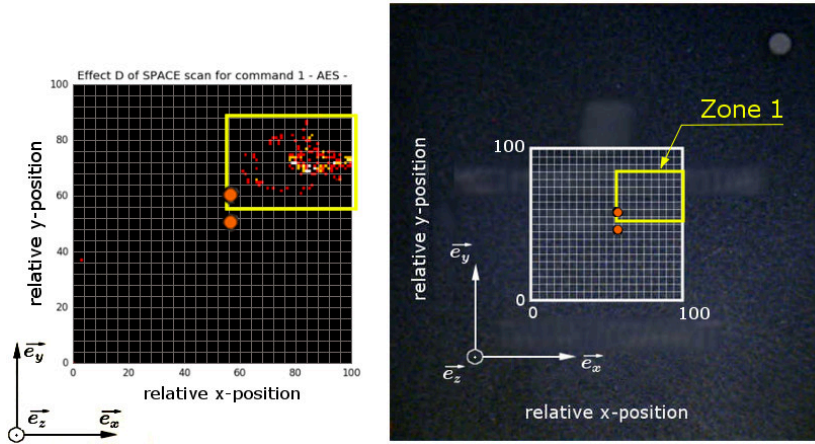 Effect D of SPACE scan for command 1 - AES -
100
80
60
40
20
0
0 20 40 60 80 100
relative y-position
relative x-position
e_y
e_z
e_x
Zone 1
100
0
0
100
relative y-position
e_y
e_z
e_x
relative x-position